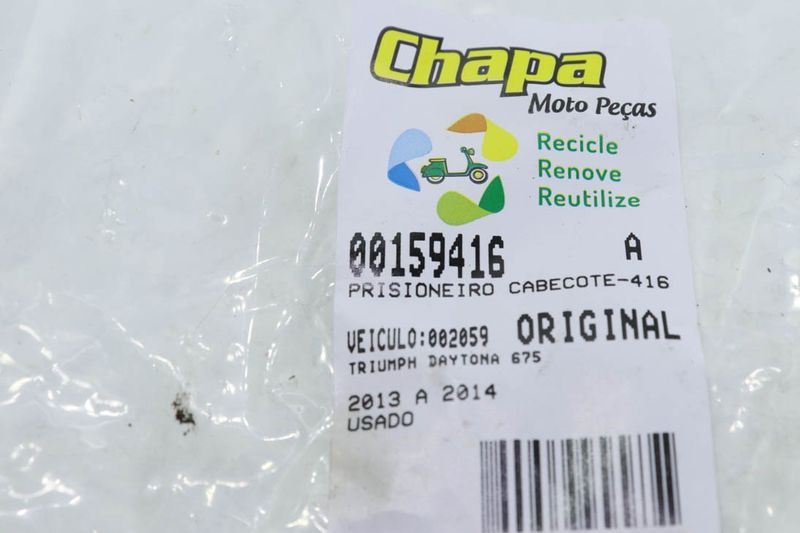 Chapa
Moto Peças
Recicle
Renove
Reutilize
00159416 A
PRISIONEIRO CABECOTE-416
VEICULO:002059 ORIGINAL
TRIUMPH DAYTONA 675
2013 A 2014
USADO